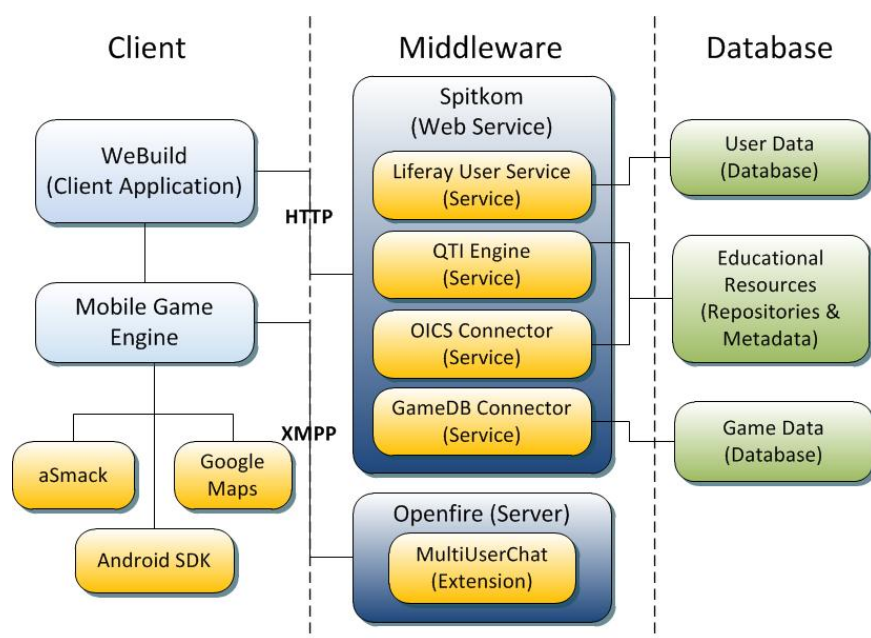 Client
Middleware
Database
WeBuild
(Client Application)
HTTP
Mobile Game
Engine
XMPP
aSmack
Google
Maps
Android SDK
Spitkom
(Web Service)
Liferay User Service
(Service)
QTI Engine
(Service)
OICS Connector
(Service)
GameDB Connector
(Service)
Openfire (Server)
MultiUserChat
(Extension)
User Data
(Database)
Educational
Resources
(Repositories &
Metadata)
Game Data
(Database)